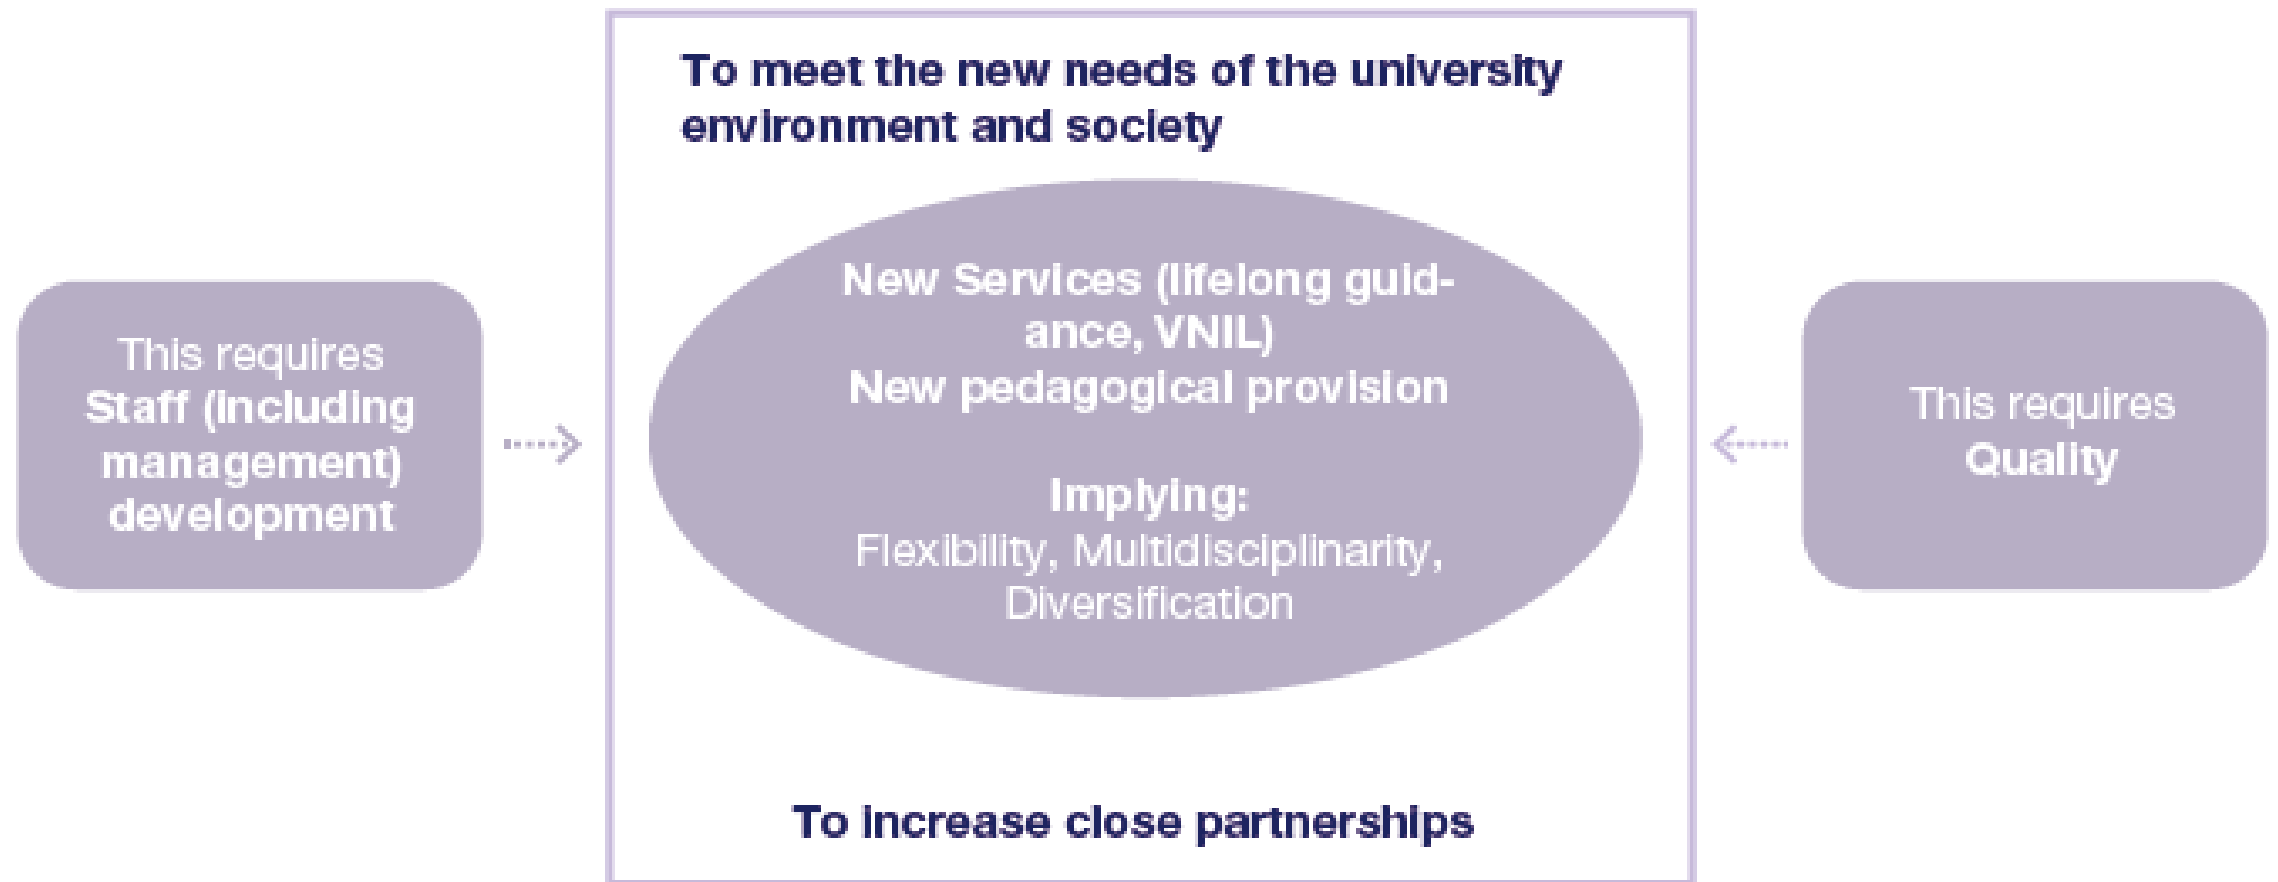 To meet the new needs of the university
environment and society
This requires
Staff (including
management)
development
New Services (lifelong guid-
ance, VNIL)
New pedagogical provision
Implying:
Flexibility, Multidisciplinarity,
Diversification
This requires
Quality
To increase close partnerships